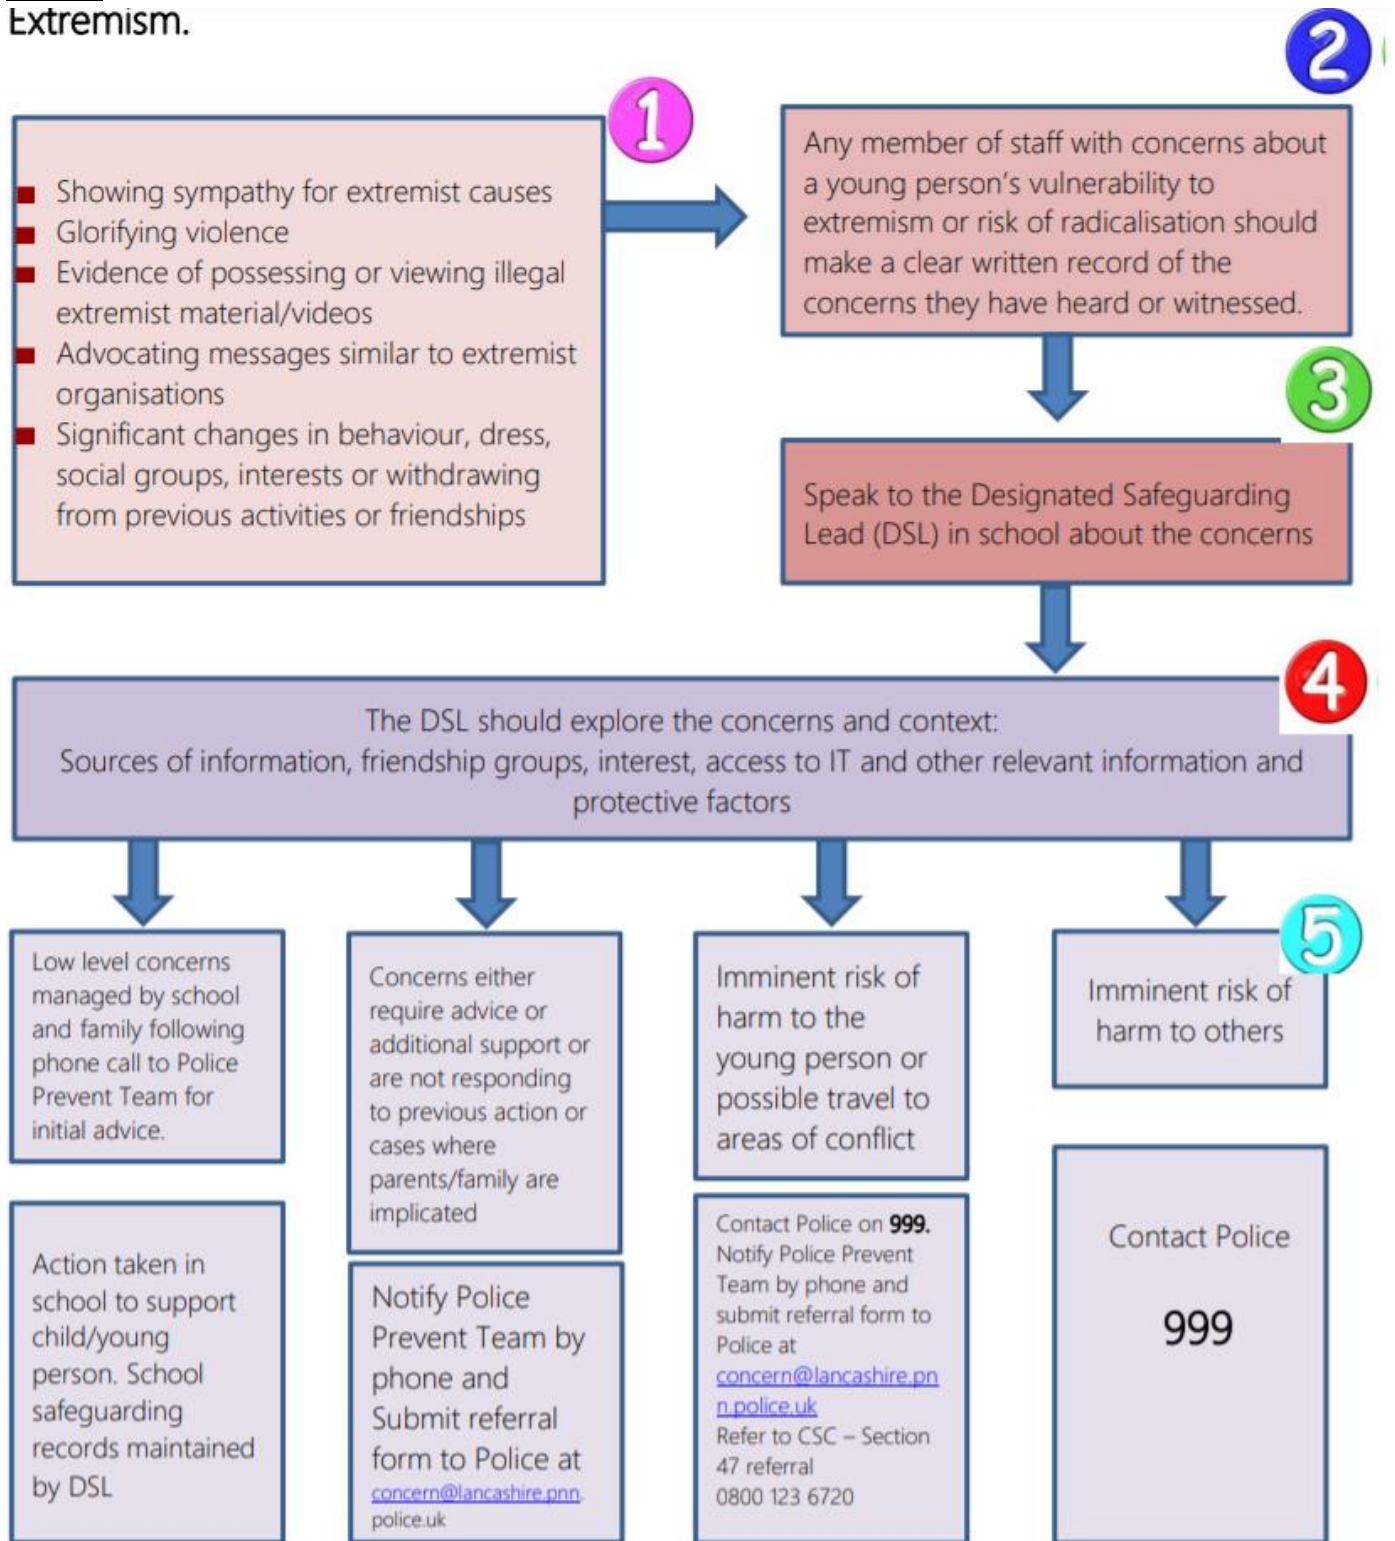 Extremism.
1
2
Showing sympathy for extremist causes
Glorifying violence
Evidence of possessing or viewing illegal
extremist material/videos
Advocating messages similar to extremist
organisations
Significant changes in behaviour, dress,
social groups, interests or withdrawing
from previous activities or friendships
Any member of staff with concerns about
a young person's vulnerability to
extremism or risk of radicalisation should
make a clear written record of the
concerns they have heard or witnessed.
3
Speak to the Designated Safeguarding
Lead (DSL) in school about the concerns
4
The DSL should explore the concerns and context:
Sources of information, friendship groups, interest, access to IT and other relevant information and
protective factors
5
Low level concerns
managed by school
and family following
phone call to Police
Prevent Team for
initial advice.
Action taken in
school to support
child/young
person. School
safeguarding
records maintained
by DSL
Concerns either
require advice or
additional support or
are not responding
to previous action or
cases where
parents/family are
implicated
Notify Police
Prevent Team by
phone and
Submit referral
form to Police at
concern@lancashire.pnn.
police.uk
Imminent risk of
harm to the
young person or
possible travel to
areas of conflict
Contact Police on 999.
Notify Police Prevent
Team by phone and
submit referral form to
Police at
concern@lancashire.pn
n.police.uk
Refer to CSC – Section
47 referral
0800 123 6720
Imminent risk of
harm to others
Contact Police
999